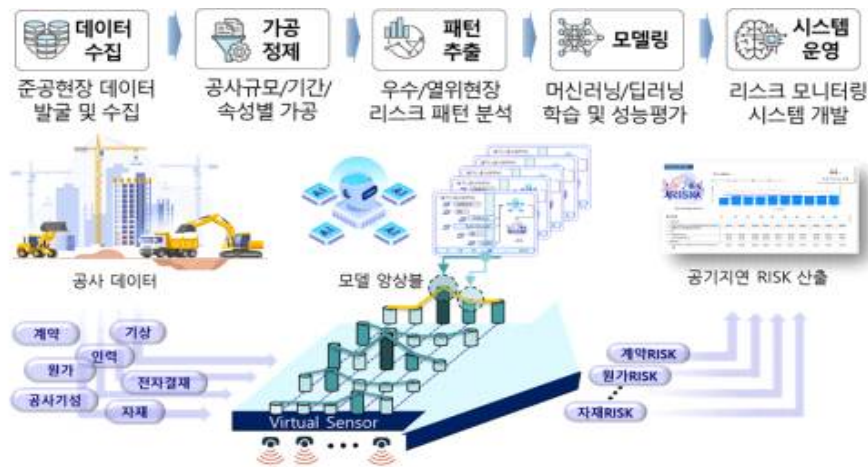 데이터
수집
가공
정제
패턴
추출
모델링
시스템
운영
준공현장 데이터
발굴 및 수집
공사규모/기간/
속성별 가공
우수/열위현장
리스크 패턴 분석
머신러닝/딥러닝
학습 및 성능평가
리스크 모니터링
시스템 개발
공사 데이터
모델 앙상블
공기지연 RISK 산출
계약
기상
인력
원가
전자결재
공사기성
자재
계약RISK
원가RISK
자재RISK
Virtual Sensor